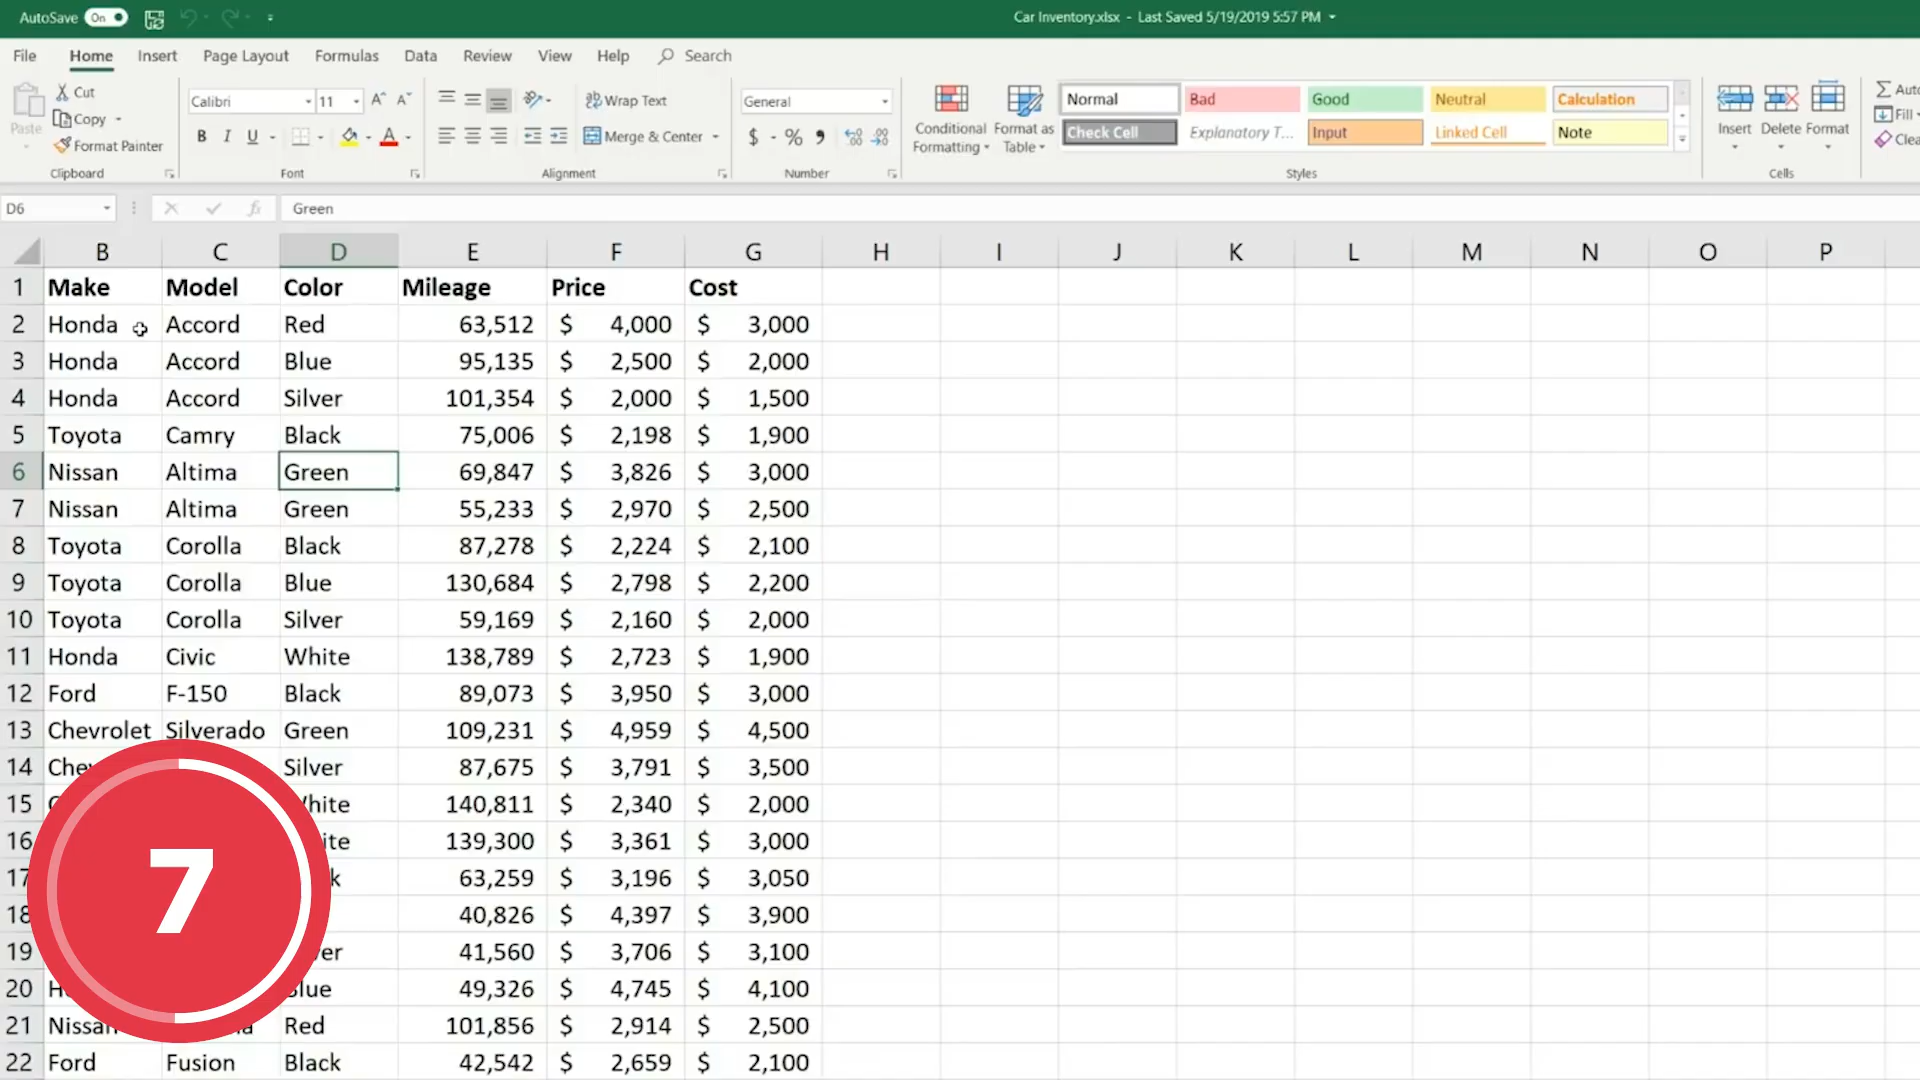 AutoSave On
Car Inventory.xlsx - Last Saved 5/19/2019 5:57 PM
File Home Insert Page Layout Formulas Data Review View Help Search
Paste
Cut
Copy
Format Painter
Clipboard
Calibri 11
B I U
Font
Wrap Text
Merge & Center
Alignment
General
$ % ,
Number
Conditional Formatting
Format as Table
Normal Bad Good Neutral Calculation
Check Cell Explanatory T... Input Linked Cell Note
Styles
Insert Delete Format
Cells
Auto
Fill
Clea
D6 fx Green
B C D E F G H I J K L M N O P
1 Make Model Color Mileage Price Cost
2 Honda Accord Red 63,512 $ 4,000 $ 3,000
3 Honda Accord Blue 95,135 $ 2,500 $ 2,000
4 Honda Accord Silver 101,354 $ 2,000 $ 1,500
5 Toyota Camry Black 75,006 $ 2,198 $ 1,900
6 Nissan Altima Green 69,847 $ 3,826 $ 3,000
7 Nissan Altima Green 55,233 $ 2,970 $ 2,500
8 Toyota Corolla Black 87,278 $ 2,224 $ 2,100
9 Toyota Corolla Blue 130,684 $ 2,798 $ 2,200
10 Toyota Corolla Silver 59,169 $ 2,160 $ 2,000
11 Honda Civic White 138,789 $ 2,723 $ 1,900
12 Ford F-150 Black 89,073 $ 3,950 $ 3,000
13 Chevrolet Silverado Green 109,231 $ 4,959 $ 4,500
14 Silver 87,675 $ 3,791 $ 3,500
15 140,811 $ 2,340 $ 2,000
16 139,300 $ 3,361 $ 3,000
17 63,259 $ 3,196 $ 3,050
18 40,826 $ 4,397 $ 3,900
19 41,560 $ 3,706 $ 3,100
20 Blue 49,326 $ 4,745 $ 4,100
21 Nissan Red 101,856 $ 2,914 $ 2,500
22 Ford Fusion Black 42,542 $ 2,659 $ 2,100
7